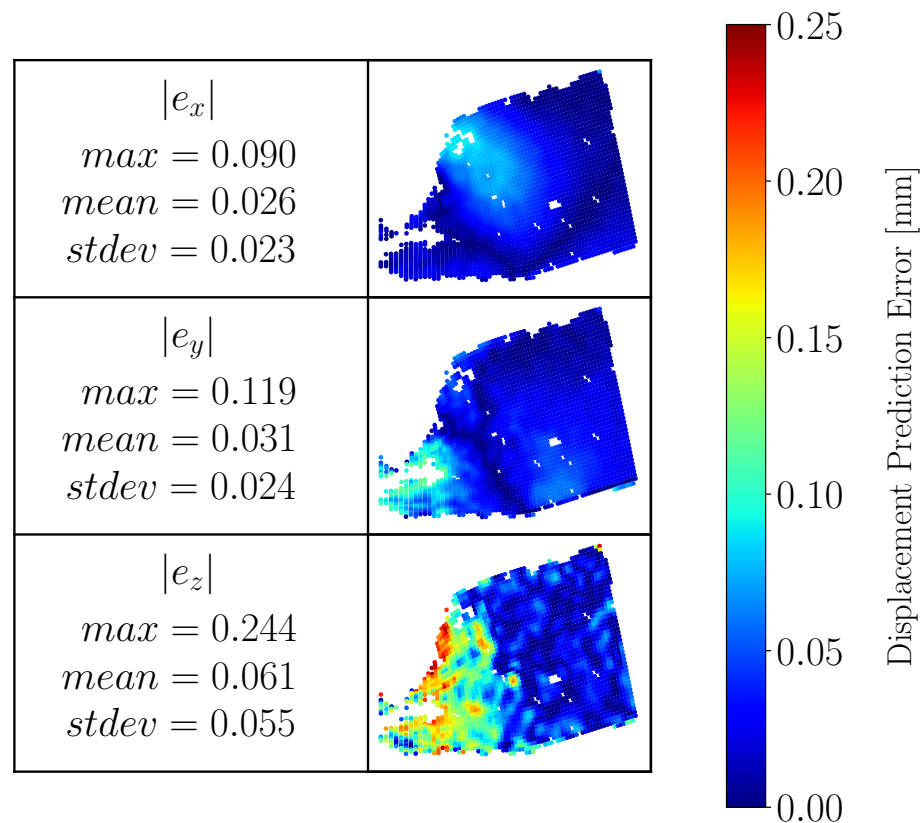 |e_x|
max = 0.090
mean = 0.026
stdev = 0.023
|e_y|
max = 0.119
mean = 0.031
stdev = 0.024
|e_z|
max = 0.244
mean = 0.061
stdev = 0.055
0.25
0.20
0.15
0.10
0.05
0.00
Displacement Prediction Error [mm]